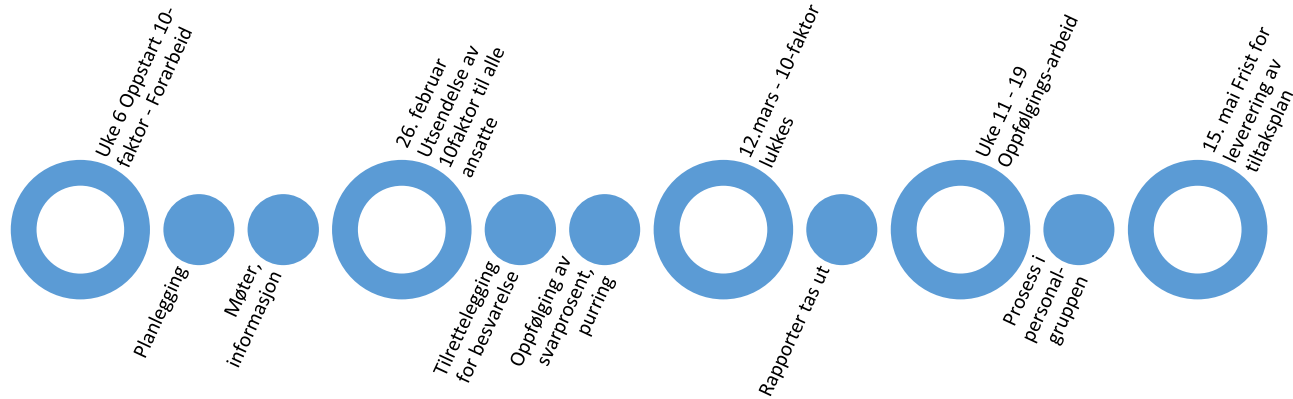 Uke 6 Oppstart 10-
faktor - Forarbeid
Planlegging
Møter,
informasjon
26. februar
Utsendelse av
10faktor til alle
ansatte
Tilrettelegging
for besvarelse
Oppfølging av
svarprosent,
purring
12.mars - 10-faktor
lukkes
Rapporter tas ut
Uke 11 - 19
Oppfølgings-arbeid
Prosess i
personal-
gruppen
15. mai Frist for
levering av
tiltaksplan